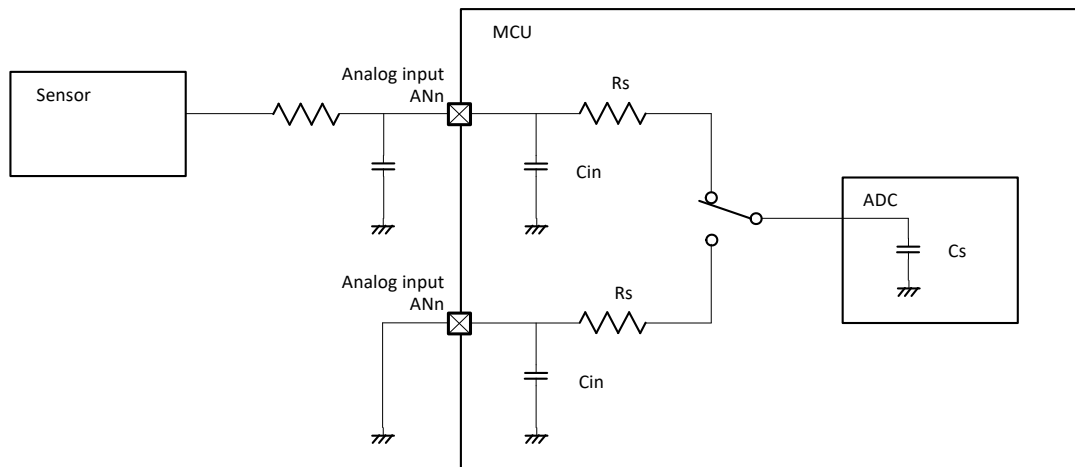 MCU
Sensor
Analog input
ANn
Rs
Cin
ADC
Cs
Analog input
ANn
Rs
Cin